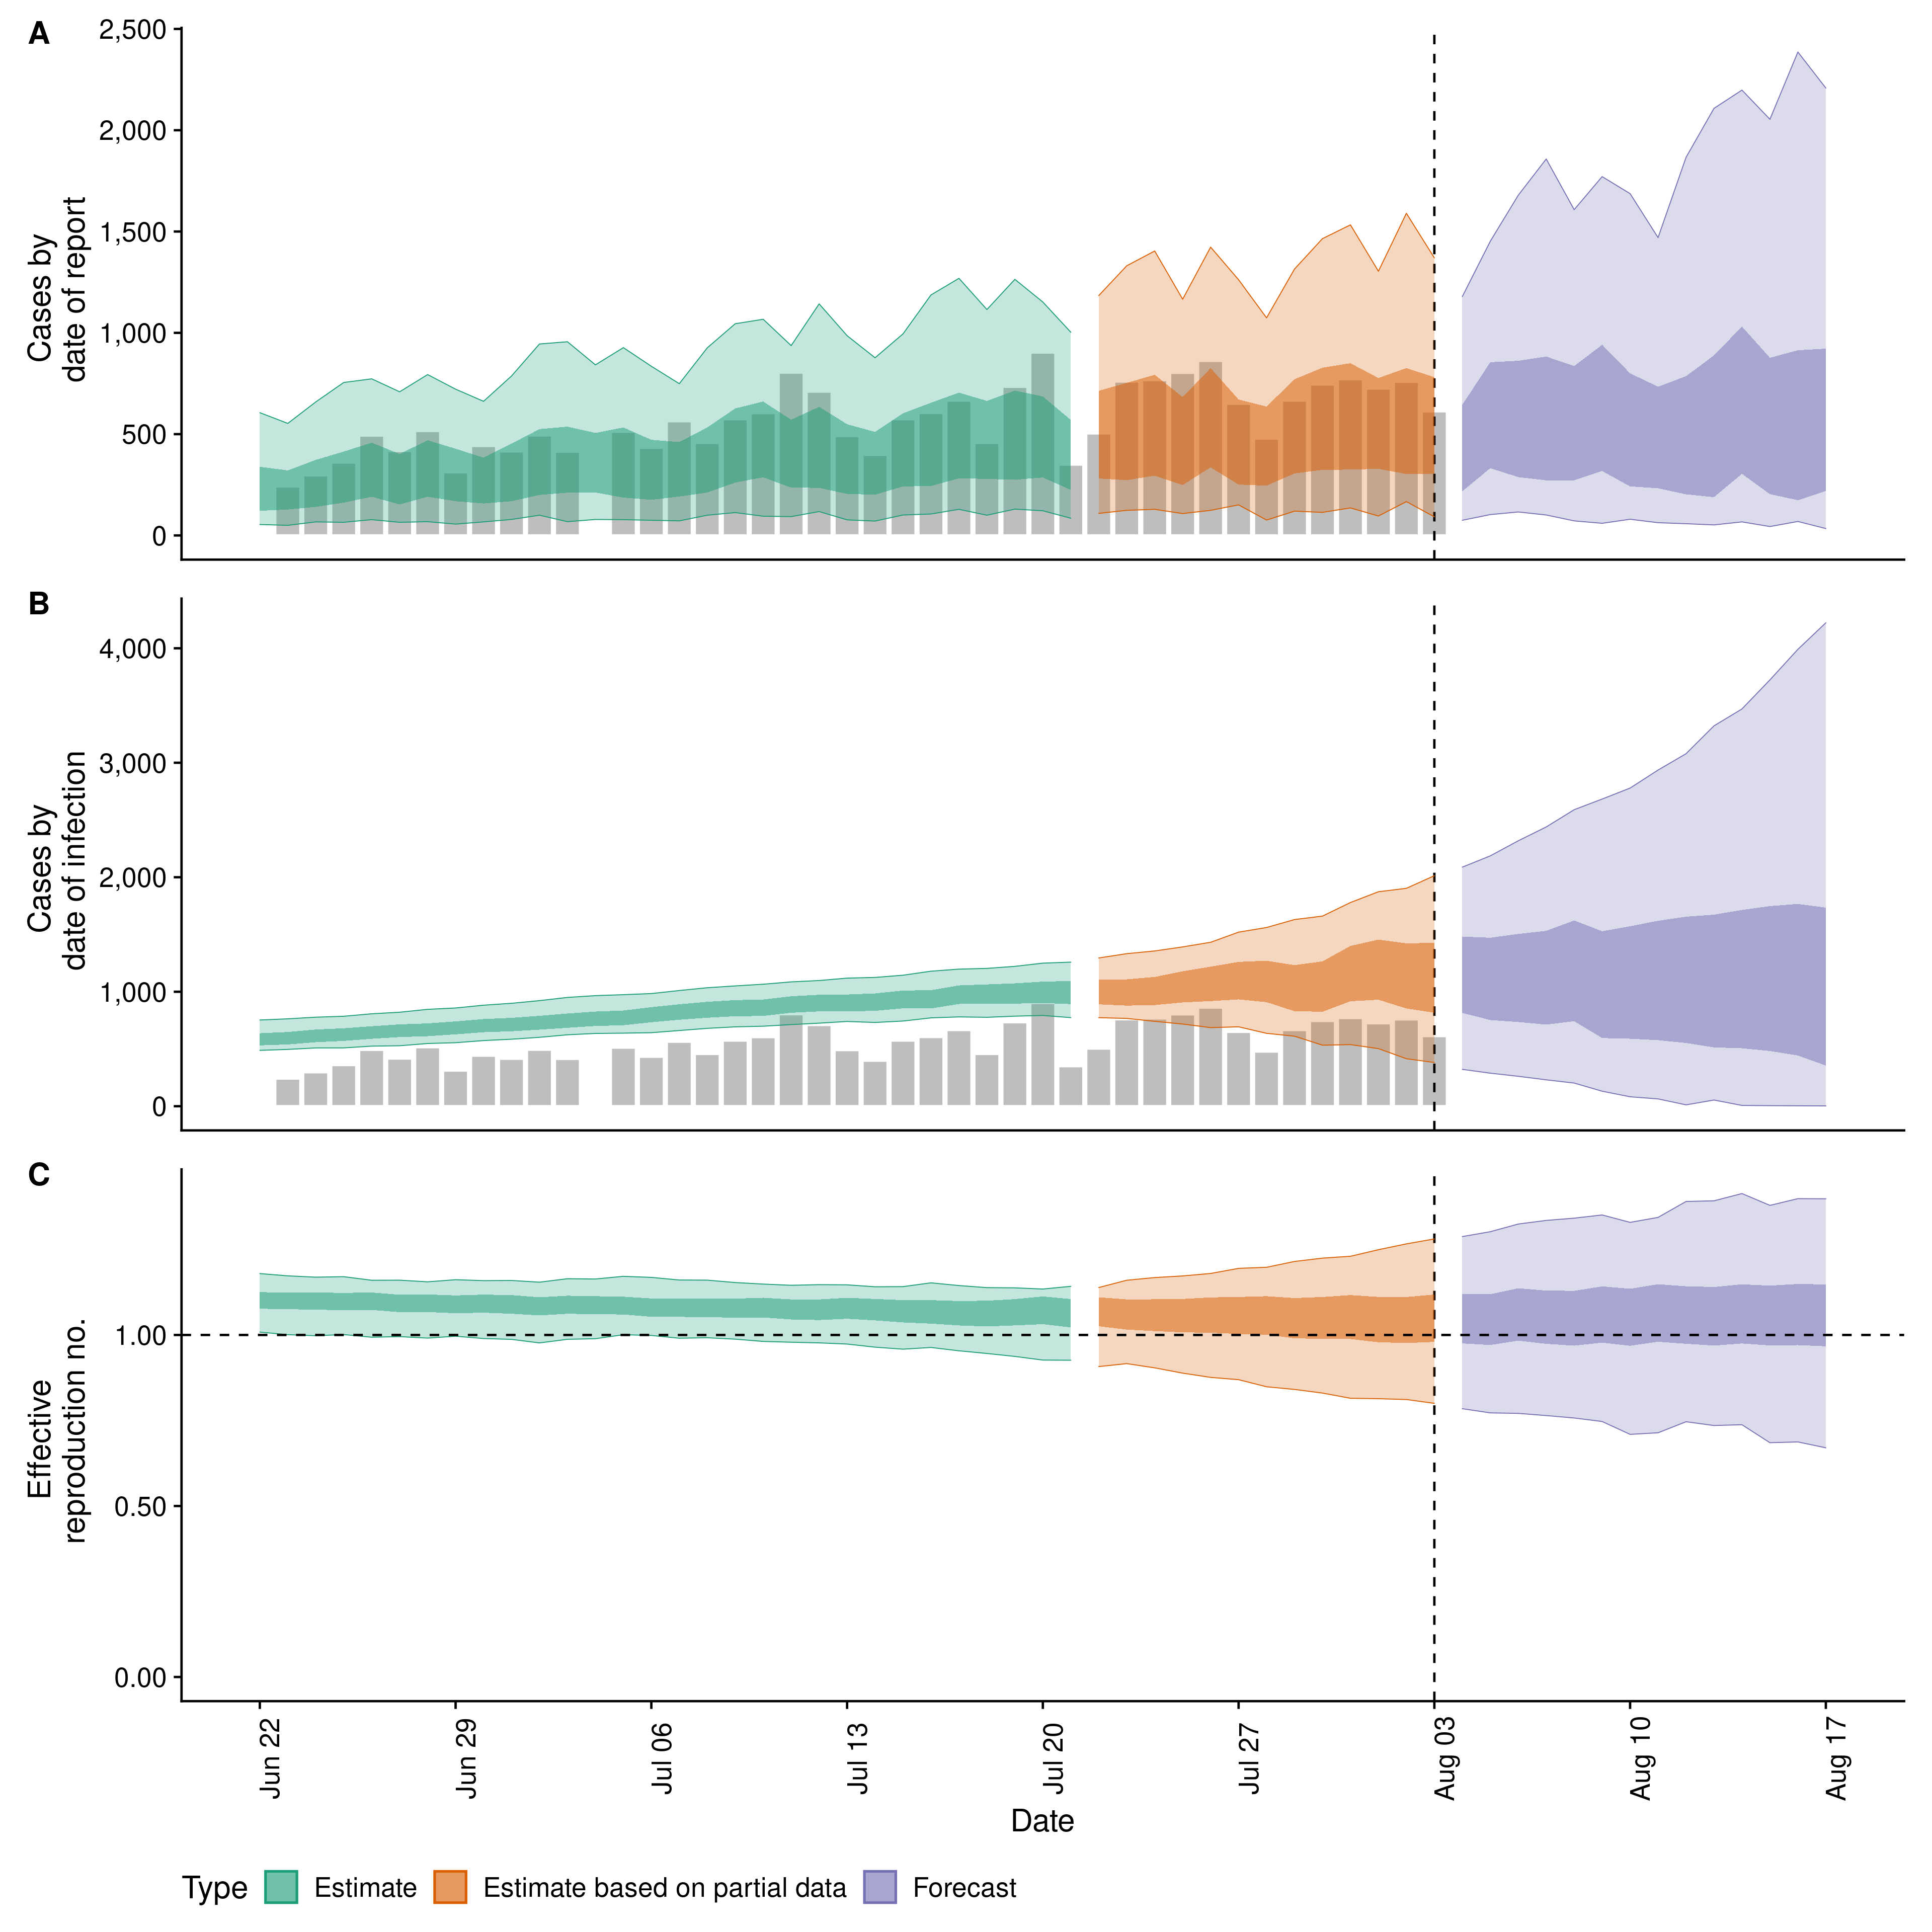 A
2,500
2,000
1,500
1,000
500
0
Cases by
date of report
B
4,000
3,000
2,000
1,000
0
Cases by
date of infection
C
1.00
0.50
0.00
Effective
reproduction no.
Jun 22
Jun 29
Jul 06
Jul 13
Jul 20
Jul 27
Aug 03
Aug 10
Aug 17
Date
Type Estimate Estimate based on partial data Forecast